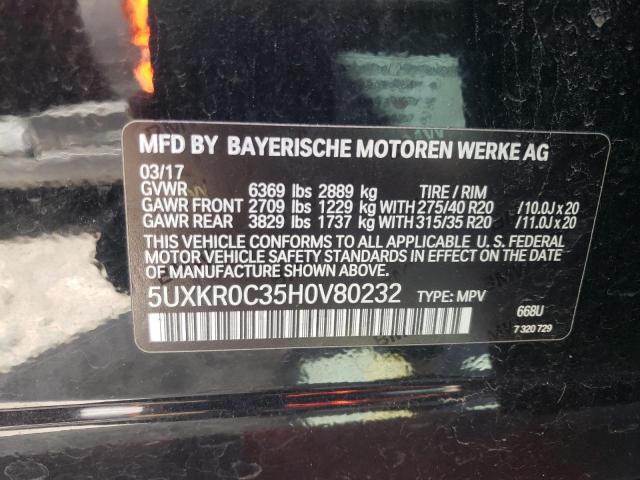 MFD BY BAYERISCHE MOTOREN WERKE AG
03/17
GVWR 6369 lbs 2889 kg TIRE / RIM
GAWR FRONT 2709 lbs 1229 kg WITH 275/40 R20 /10.0J x 20
GAWR REAR 3829 lbs 1737 kg WITH 315/35 R20 /11.0J x 20
THIS VEHICLE CONFORMS TO ALL APPLICABLE U. S. FEDERAL
MOTOR VEHICLE SAFETY STANDARDS IN EFFECT ON THE DATE OF
MANUFACTURE SHOWN ABOVE.
5UXKR0C35H0V80232 TYPE: MPV
668U
7 320 729